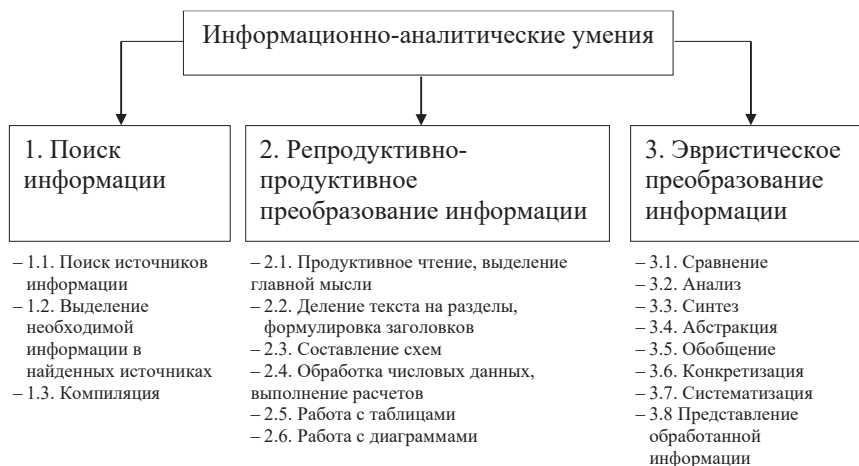 Информационно-аналитические умения
1. Поиск
информации
2. Репродуктивно-
продуктивное
преобразование информации
3. Эвристическое
преобразование
информации
– 1.1. Поиск источников
информации
– 1.2. Выделение
необходимой
информации в
найденных источниках
– 1.3. Компиляция
– 2.1. Продуктивное чтение, выделение
главной мысли
– 2.2. Деление текста на разделы,
формулировка заголовков
– 2.3. Составление схем
– 2.4. Обработка числовых данных,
выполнение расчетов
– 2.5. Работа с таблицами
– 2.6. Работа с диаграммами
– 3.1. Сравнение
– 3.2. Анализ
– 3.3. Синтез
– 3.4. Абстракция
– 3.5. Обобщение
– 3.6. Конкретизация
– 3.7. Систематизация
– 3.8 Представление
обработанной
информации